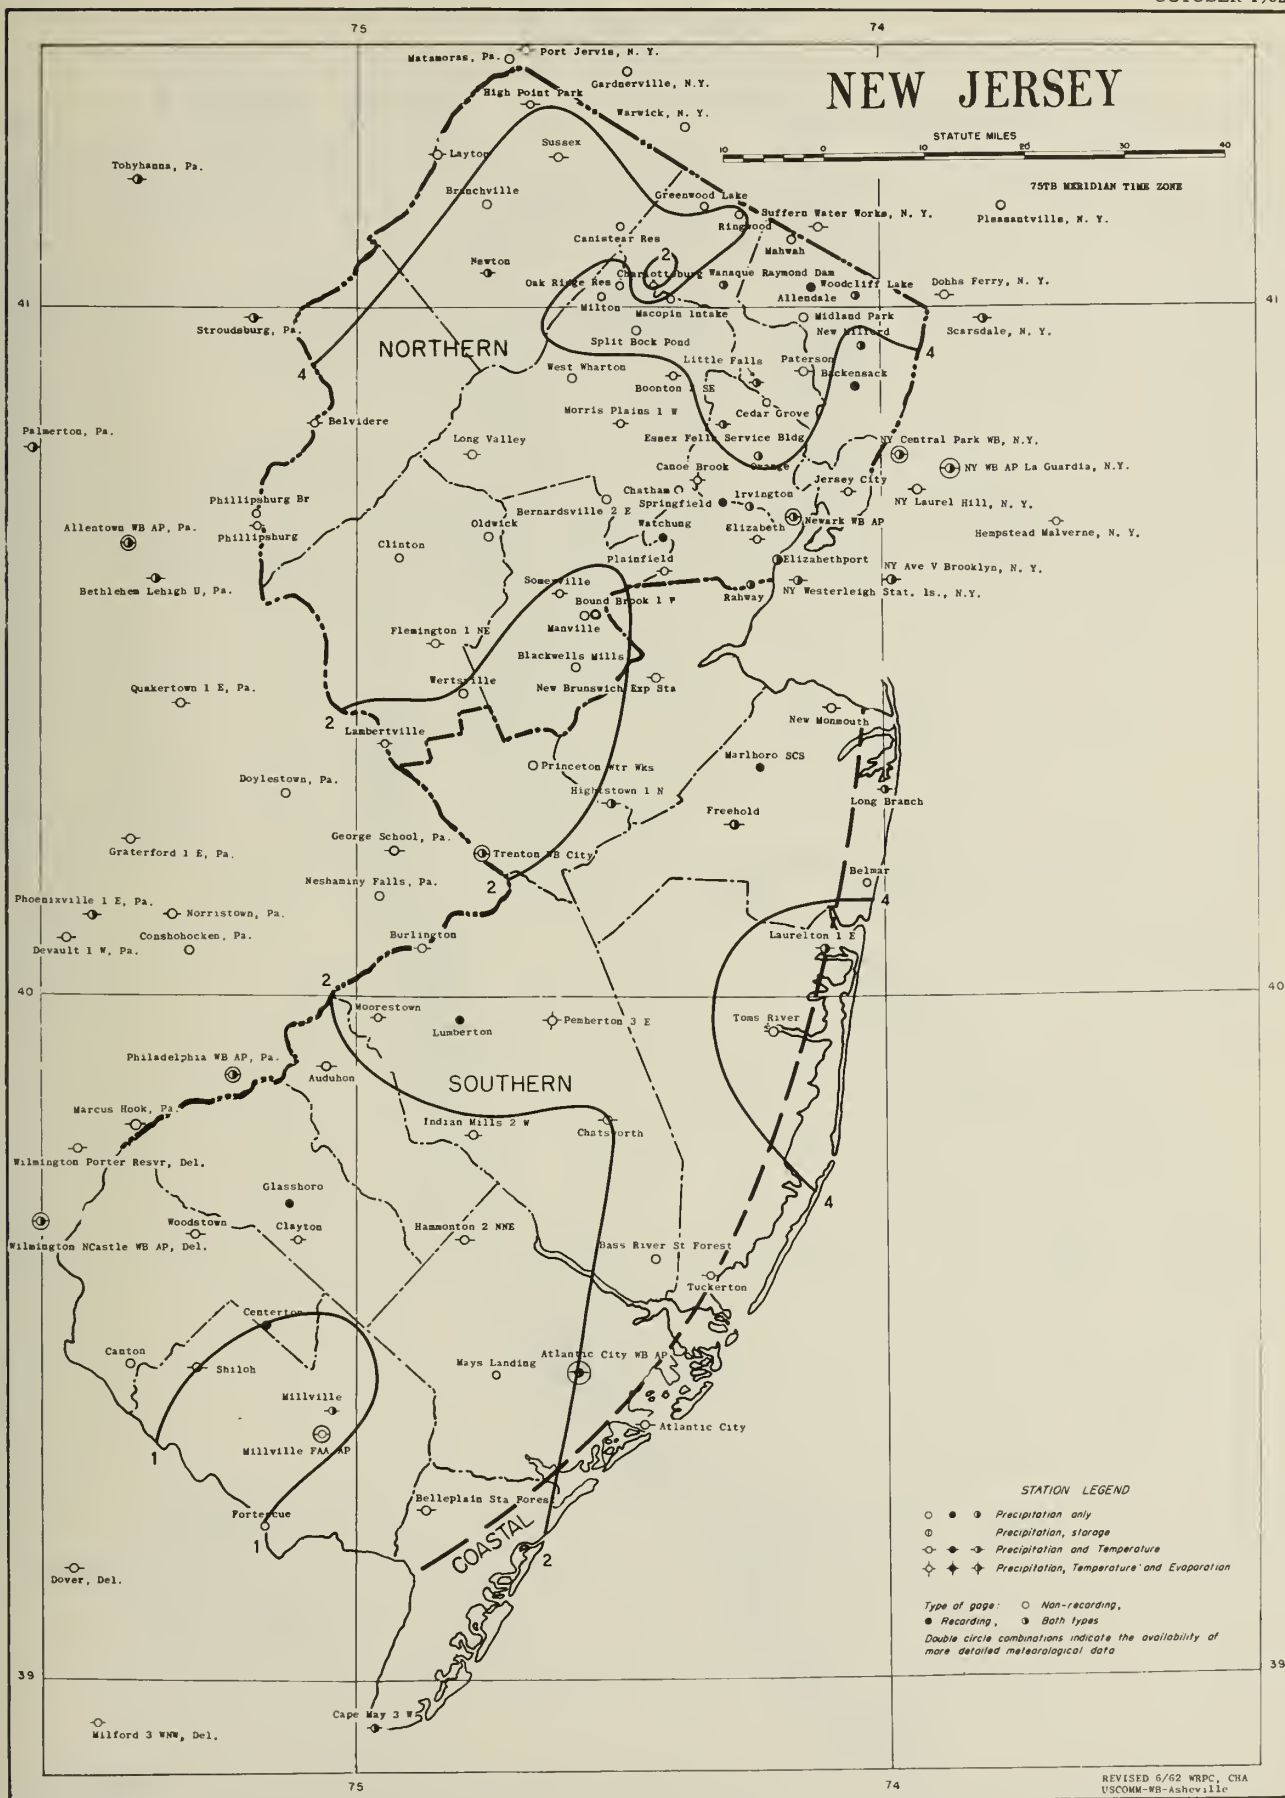 75
74
Port Jervis, N. Y.
Matamoras, Pa.
Gardnerville, N.Y.
NEW JERSEY
High Point Park
Warwick, N. Y.
STATUTE MILES
10 0 10 20 30 40
Layton
Sussex
Tobyhanna, Pa.
75TH MERIDIAN TIME ZONE
Branchville
Greenwood Lake
Suffern Water Works, N. Y.
Pleasantville, N. Y.
Ringwood
Canistear Res
Mahwah
2
Newton
Charlotteburg
Wanaque Raymond Dam
Oak Ridge Res
Woodcliff Lake
Dobbs Ferry, N. Y.
Allendale
41
41
Milton
Macopin Intake
Midland Park
Stroudsburg, Pa.
New Milford
Scarsdale, N. Y.
Split Rock Pond
NORTHERN
Little Falls
Paterson
4
4
West Wharton
Hackensack
Boonton 2 SE
Morris Plains 1 W
Cedar Grove
Belvidere
Palmerton, Pa.
Long Valley
Essex Fells Service Bldg
NY Central Park WB, N.Y.
Orange
Canoe Brook
NY WB AP La Guardia, N.Y.
Jersey City
Chatham
Irvington
Phillipsburg Br
Springfield
NY Laurel Hill, N. Y.
Bernardsville 2 E
Allentown WB AP, Pa.
Oldwick
Watchung
Elizabeth
Newark WB AP
Phillipsburg
Hempstead Malverne, N. Y.
Clinton
Plainfield
Elizabethport
Somerville
NY Ave V Brooklyn, N. Y.
Bethlehem Lehigh U, Pa.
Rahway
NY Westerleigh Stat. Is., N.Y.
Bound Brook 1 P
Manville
Flemington 1 NE
Blackwells Mills
Wertsville
New Brunswick Exp Sta
Quakertown 1 E, Pa.
2
New Monmouth
Lambertville
Princeton Wtr Wks
Marlboro SCS
Doylestown, Pa.
Hightstown 1 N
Long Branch
Freehold
George School, Pa.
Graterford 1 E, Pa.
Trenton WB City
Neshaminy Falls, Pa.
2
Belmar
4
Phoenixville 1 E, Pa.
Norristown, Pa.
Devault 1 W, Pa.
Conshohocken, Pa.
Burlington
Laurelton 1 E
2
40
40
Moorestown
Lumberton
Pemberton 3 E
Toms River
Philadelphia WB AP, Pa.
Audubon
SOUTHERN
Marcus Hook, Pa.
Indian Mills 2 W
Chatsworth
Wilmington Porter Resvr, Del.
Glassboro
4
Woodstown
Clayton
Hammonton 2 NNE
Wilmington NCastle WB AP, Del.
Bass River St Forest
Tuckerton
Centerton
Canton
Shiloh
Mays Landing
Atlantic City WB AP
Millville
Atlantic City
Millville FAA AP
1
Belleplain Sta Forest
Fortescue
1
COASTAL
2
Dover, Del.
STATION LEGEND
Precipitation only
Precipitation, storage
Precipitation and Temperature
Precipitation, Temperature and Evaporation
Type of gage: Non-recording,
Recording, Both types
Double circle combinations indicate the availability of
more detailed meteorological data
39
39
Cape May 3 W
Milford 3 WNW, Del.
75
74
REVISED 6/62 WRPC, CHA
USCOMM-WB-Asheville